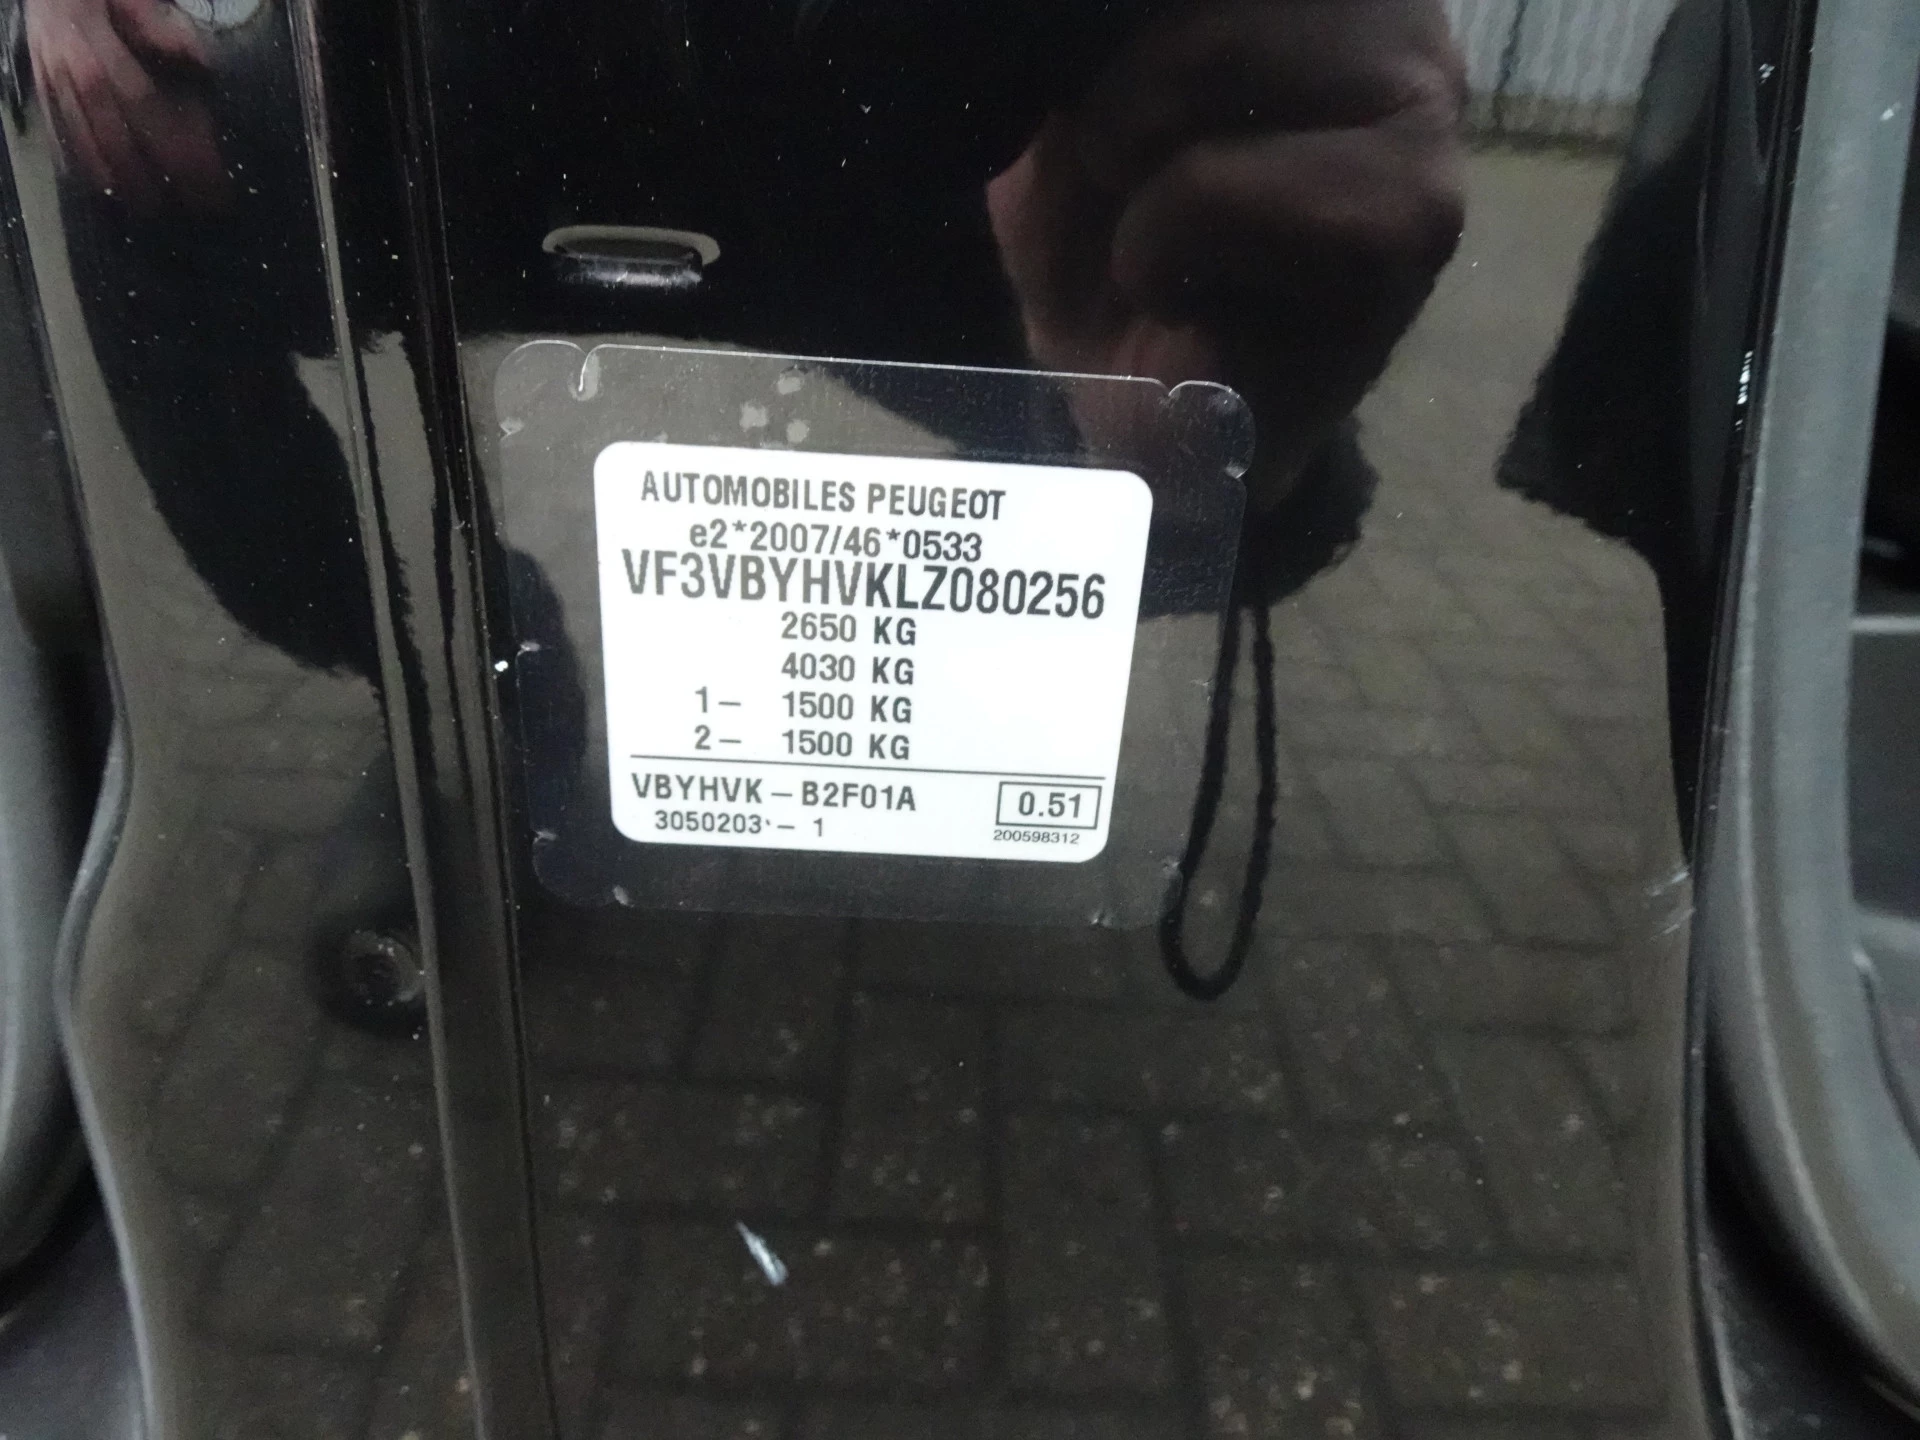 AUTOMOBILES PEUGEOT
e2*2007/46*0533
VF3VBYHVKLZ080256
2650 KG
4030 KG
1- 1500 KG
2- 1500 KG
VBYHVK-B2F01A 0.51
3050203 - 1 200598312